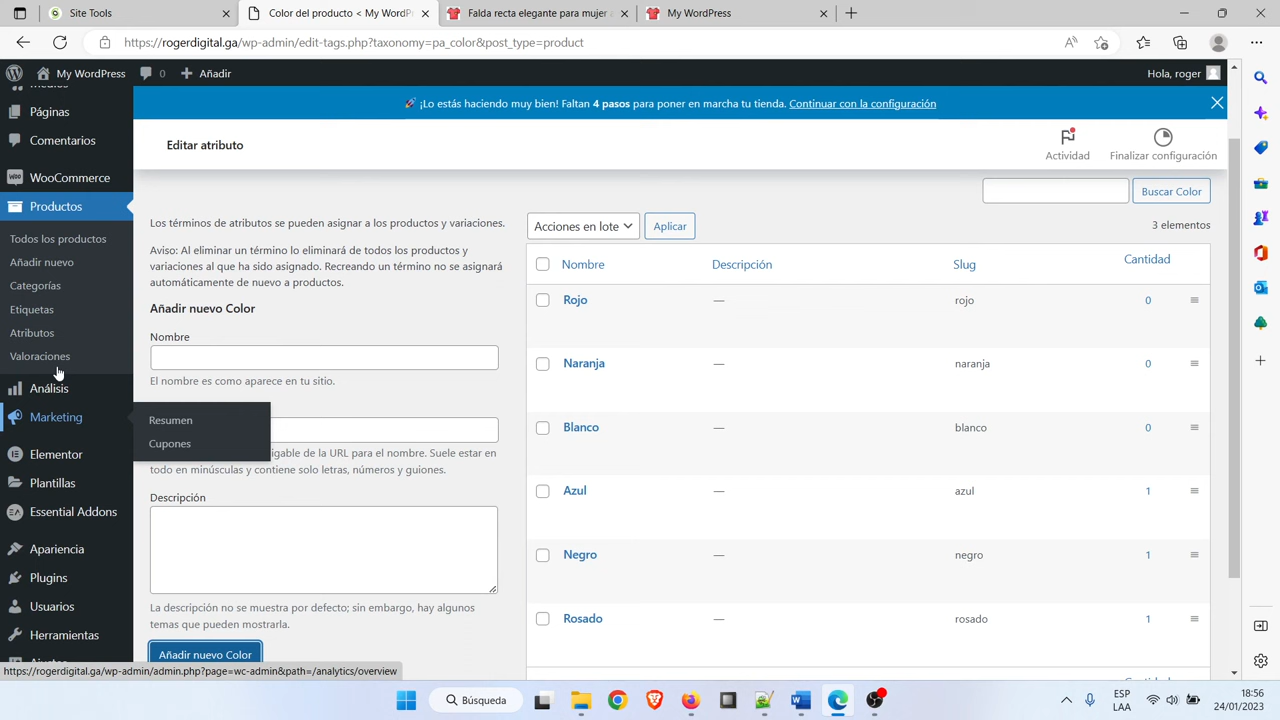 Site Tools
Color del producto < My WordP
Falda recta elegante para mujer
My WordPress
https://rogerdigital.ga/wp-admin/edit-tags.php?taxonomy=pa_color&post_type=product
My WordPress
0
Añadir
Hola, roger
Medios
Páginas
Comentarios
WooCommerce
Productos
Todos los productos
Añadir nuevo
Categorías
Etiquetas
Atributos
Valoraciones
Análisis
Marketing
Resumen
Cupones
Elementor
Plantillas
Essential Addons
Apariencia
Plugins
Usuarios
Herramientas
¡Lo estás haciendo muy bien! Faltan 4 pasos para poner en marcha tu tienda. Continuar con la configuración
Editar atributo
Actividad
Finalizar configuración
Buscar Color
Los términos de atributos se pueden asignar a los productos y variaciones.
Aviso: Al eliminar un término lo eliminará de todos los productos y
variaciones al que ha sido asignado. Recreando un término no se asignará
automáticamente de nuevo a productos.
Añadir nuevo Color
Nombre
El nombre es como aparece en tu sitio.
igable de la URL para el nombre. Suele estar en
todo en minúsculas y contiene solo letras, números y guiones.
Descripción
La descripción no se muestra por defecto; sin embargo, hay algunos
temas que pueden mostrarla.
Añadir nuevo Color
Acciones en lote
Aplicar
3 elementos
Nombre Descripción Slug Cantidad
Rojo — rojo 0
Naranja — naranja 0
Blanco — blanco 0
Azul — azul 1
Negro — negro 1
Rosado — rosado 1
https://rogerdigital.ga/wp-admin/admin.php?page=wc-admin&path=/analytics/overview
Búsqueda
ESP
LAA
18:56
24/01/2023